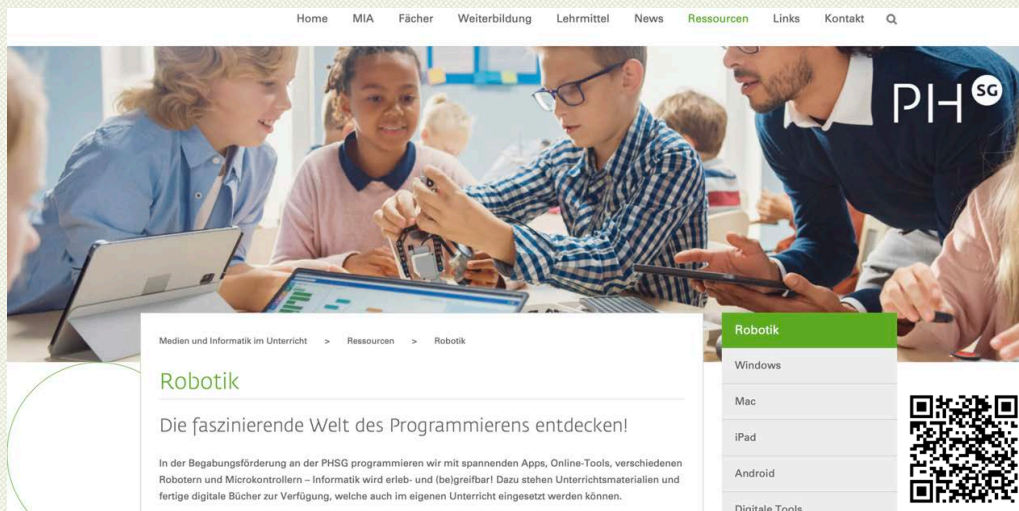 Home MIA Fächer Weiterbildung Lehrmittel News Ressourcen Links Kontakt
PH SG
Medien und Informatik im Unterricht > Ressourcen > Robotik
Robotik
Die faszinierende Welt des Programmierens entdecken!
In der Begabungsförderung an der PHSG programmieren wir mit spannenden Apps, Online-Tools, verschiedenen
Robotern und Microkontrollern – Informatik wird erleb- und (be)greifbar! Dazu stehen Unterrichtsmaterialien und
fertige digitale Bücher zur Verfügung, welche auch im eigenen Unterricht eingesetzt werden können.
Robotik
Windows
Mac
iPad
Android
Digitale Tools